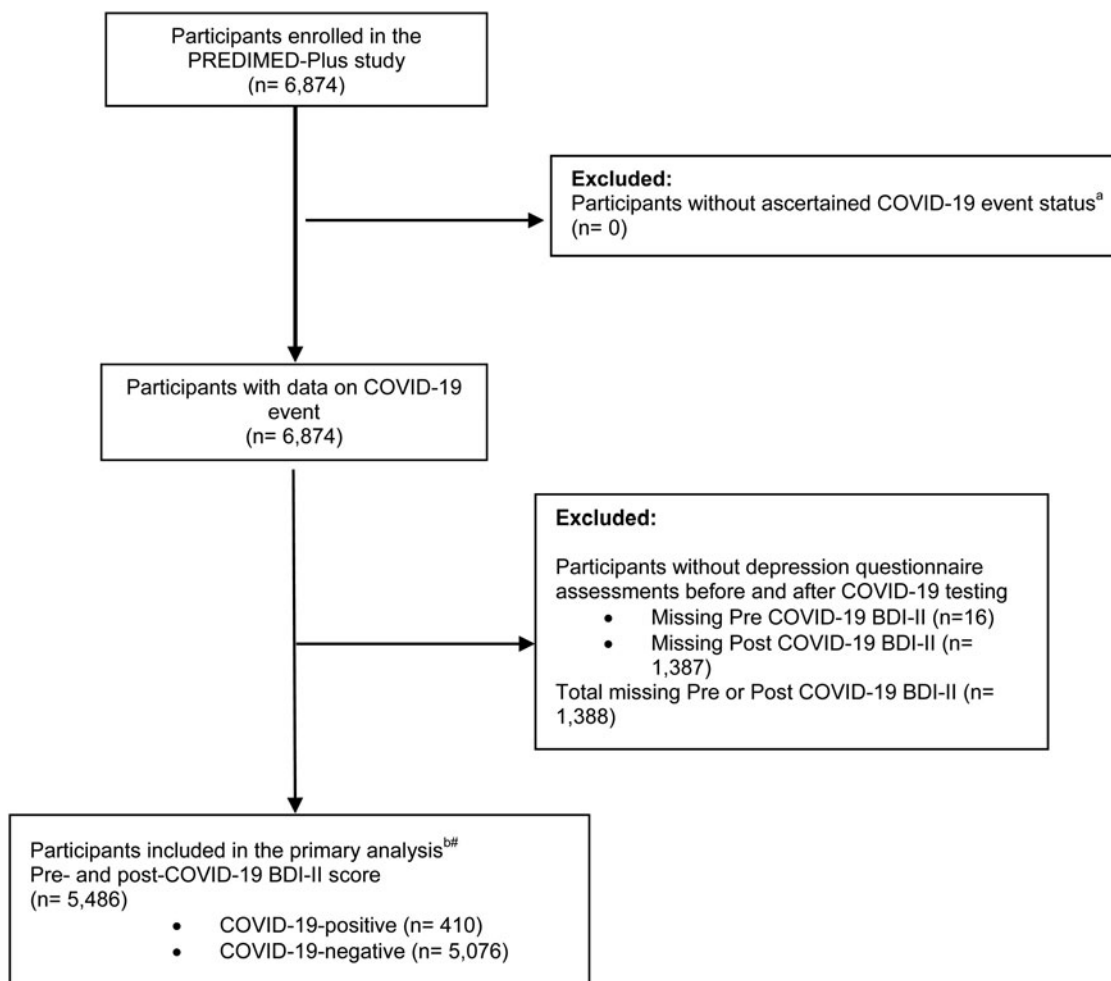 Participants enrolled in the
PREDIMED-Plus study
(n= 6,874)
Excluded:
Participants without ascertained COVID-19 event statusᵃ
(n= 0)
Participants with data on COVID-19
event
(n= 6,874)
Excluded:
Participants without depression questionnaire
assessments before and after COVID-19 testing
• Missing Pre COVID-19 BDI-II (n=16)
• Missing Post COVID-19 BDI-II (n=
1,387)
Total missing Pre or Post COVID-19 BDI-II (n=
1,388)
Participants included in the primary analysisᵇ#
Pre- and post-COVID-19 BDI-II score
(n= 5,486)
• COVID-19-positive (n= 410)
• COVID-19-negative (n= 5,076)